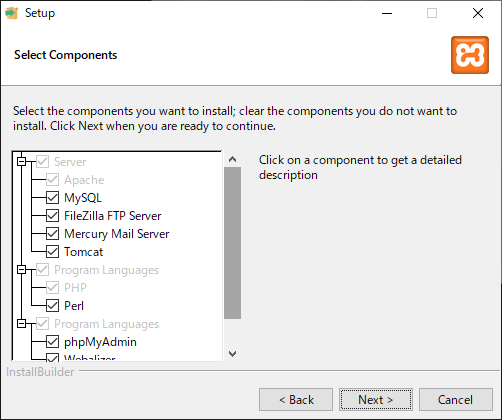 Setup
Select Components
Select the components you want to install; clear the components you do not want to
install. Click Next when you are ready to continue.
Server
Apache
MySQL
FileZilla FTP Server
Mercury Mail Server
Tomcat
Program Languages
PHP
Perl
Program Languages
phpMyAdmin
Webalizer
Click on a component to get a detailed
description
InstallBuilder
< Back
Next >
Cancel